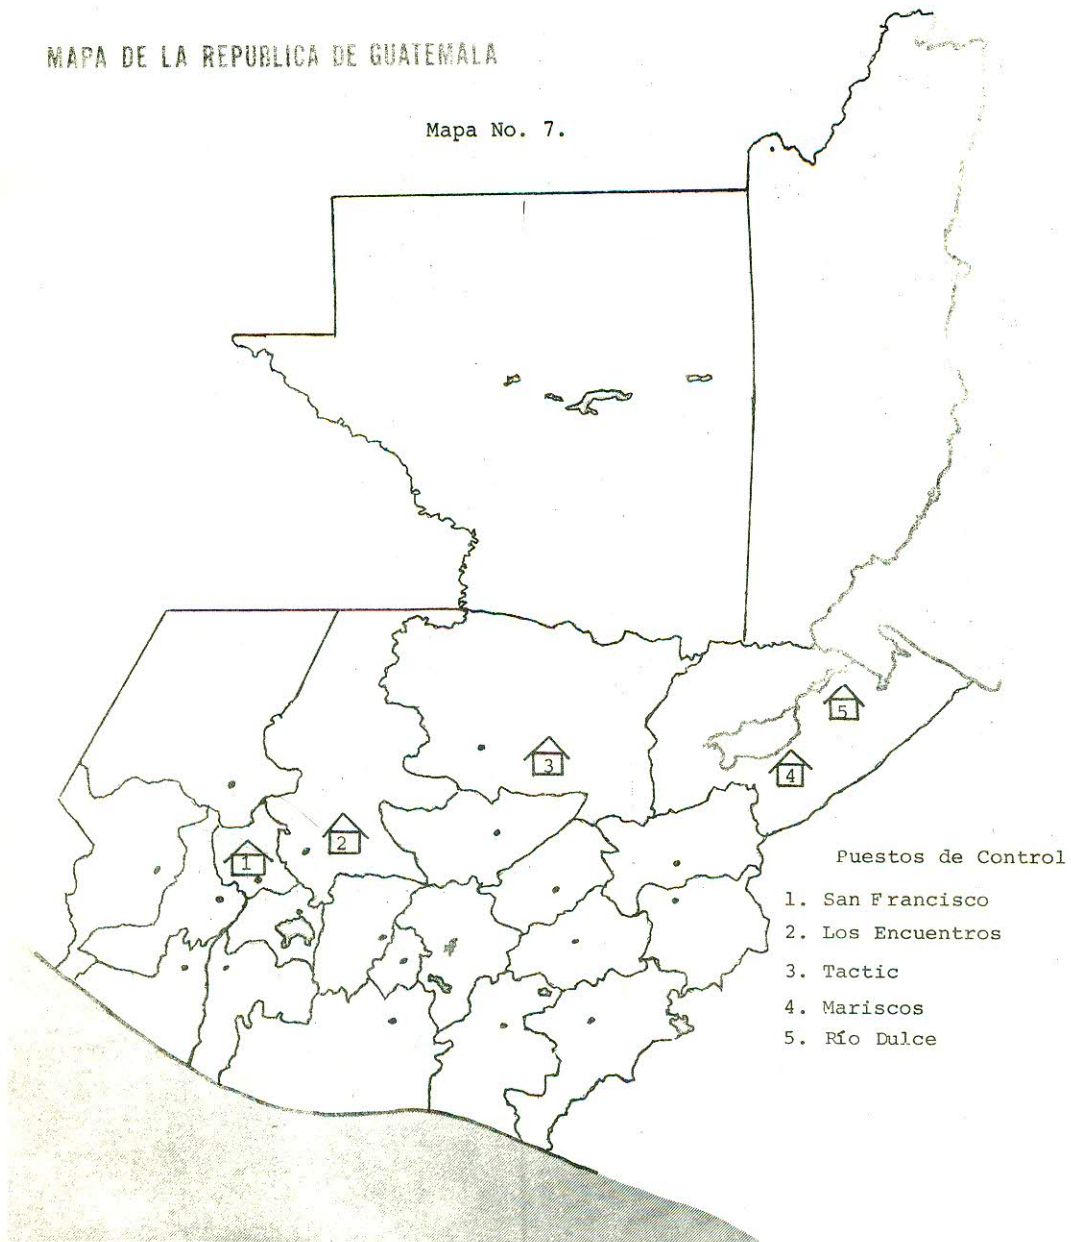 MAPA DE LA REPUBLICA DE GUATEMALA
Mapa No. 7.
5
3
4
2
1
Puestos de Control
1. San Francisco
2. Los Encuentros
3. Tactic
4. Mariscos
5. Río Dulce